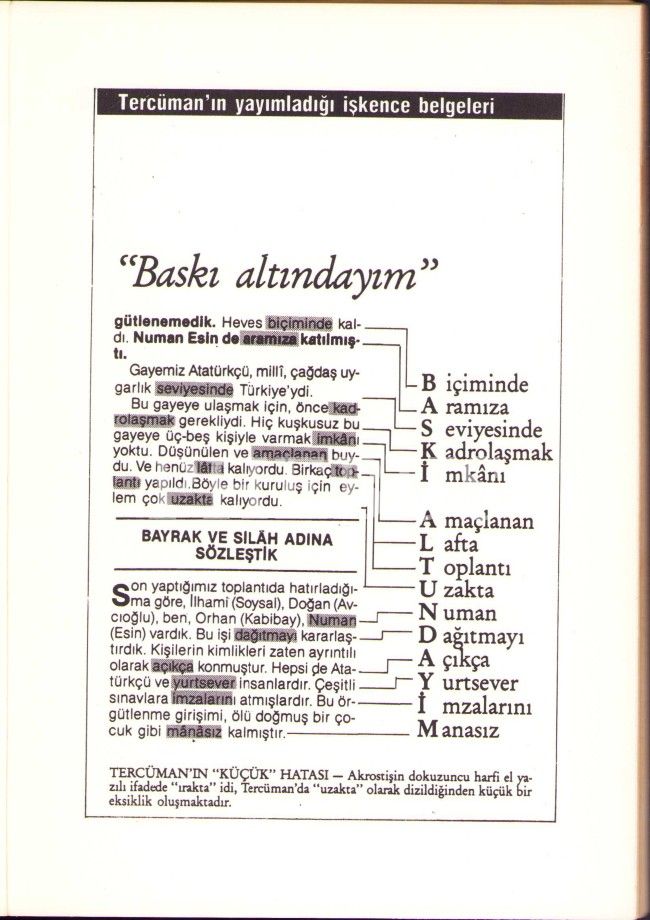 Tercüman'ın yayımladığı işkence belgeleri
“Baskı altındayım”
gütlenemedik. Heves biçiminde kal-
dı. Numan Esin de aramıza katılmış-
tı.
Gayemiz Atatürkçü, millî, çağdaş uy-
garlık seviyesinde Türkiye'ydi.
Bu gayeye ulaşmak için, önce kad-
rolaşmak gerekliydi. Hiç kuşkusuz bu
gayeye üç-beş kişiyle varmak imkânı
yoktu. Düşünülen ve amaçlanan buy-
du. Ve henüz lâfta kalıyordu. Birkaç top-
lantı yapıldı.Böyle bir kuruluş için ey-
lem çok uzakta kalıyordu.
BAYRAK VE SİLÂH ADINA
SÖZLEŞTİK
Son yaptığımız toplantıda hatırladığı-
ma göre, İlhami (Soysal), Doğan (Av-
cıoğlu), ben, Orhan (Kabibay), Numan
(Esin) vardık. Bu işi dağıtmayı kararlaş-
tırdık. Kişilerin kimlikleri zaten ayrıntılı
olarak açıkça konmuştur. Hepsi de Ata-
türkçü ve yurtsever insanlardır. Çeşitli
sınavlara imzalarını atmışlardır. Bu ör-
gütlenme girişimi, ölü doğmuş bir ço-
cuk gibi mânâsız kalmıştır.
B içiminde
A ramıza
S eviyesinde
K adrolaşmak
İ mkânı
A maçlanan
L afta
T oplantı
U zakta
N uman
D ağıtmayı
A çıkça
Y urtsever
İ mzalarını
M anasız
TERCÜMAN'IN “KÜÇÜK” HATASI — Akrostişin dokuzuncu harfi el ya-
zılı ifadede “ırakta” idi, Tercüman'da “uzakta” olarak dizildiğinden küçük bir
eksiklik oluşmaktadır.